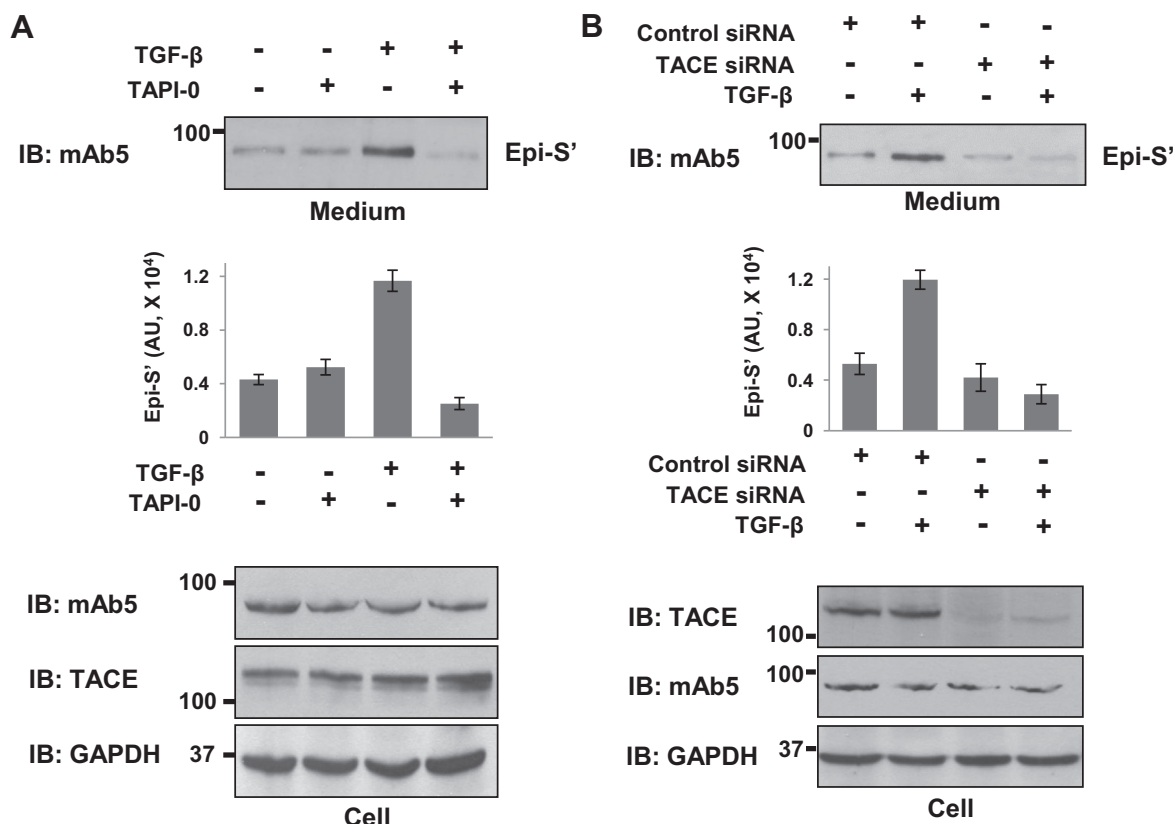 A
TGF-β - - + +
TAPI-0 - + - +
100
IB: mAb5
Epi-S'
Medium
Epi-S' (AU, X 10⁴)
1.2
0.8
0.4
0
TGF-β - - + +
TAPI-0 - + - +
100
IB: mAb5
IB: TACE
100
IB: GAPDH
37
Cell
B
Control siRNA + + - -
TACE siRNA - - + +
TGF-β - + - +
100
IB: mAb5
Epi-S'
Medium
Epi-S' (AU, X 10⁴)
1.2
0.8
0.4
0
Control siRNA + + - -
TACE siRNA - - + +
TGF-β - + - +
IB: TACE
100
100
IB: mAb5
IB: GAPDH
37
Cell